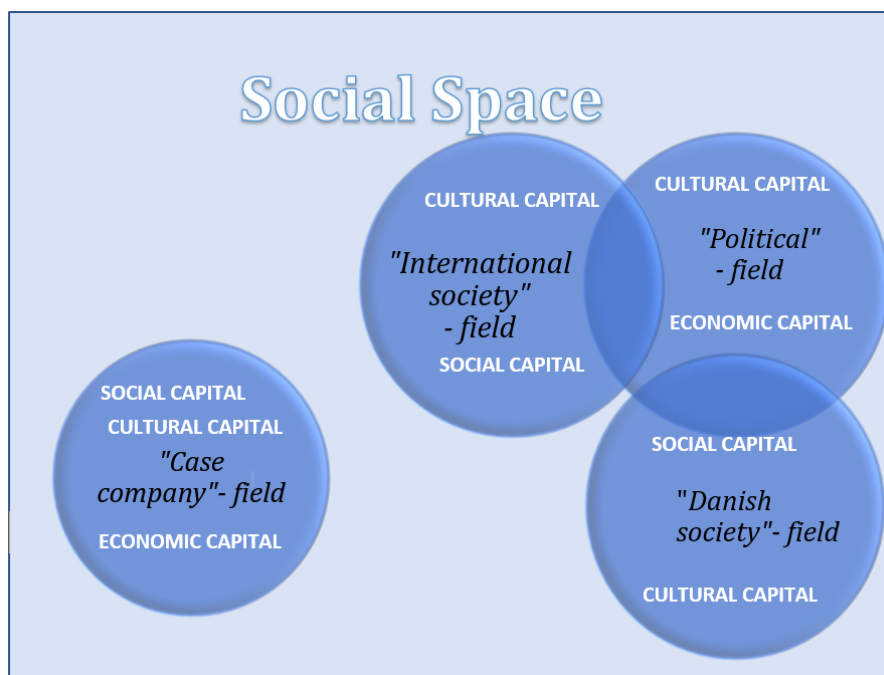 Social Space
CULTURAL CAPITAL
"International
society"
- field
SOCIAL CAPITAL
CULTURAL CAPITAL
"Political"
- field
ECONOMIC CAPITAL
SOCIAL CAPITAL
CULTURAL CAPITAL
"Case
company"- field
ECONOMIC CAPITAL
SOCIAL CAPITAL
"Danish
society"- field
CULTURAL CAPITAL